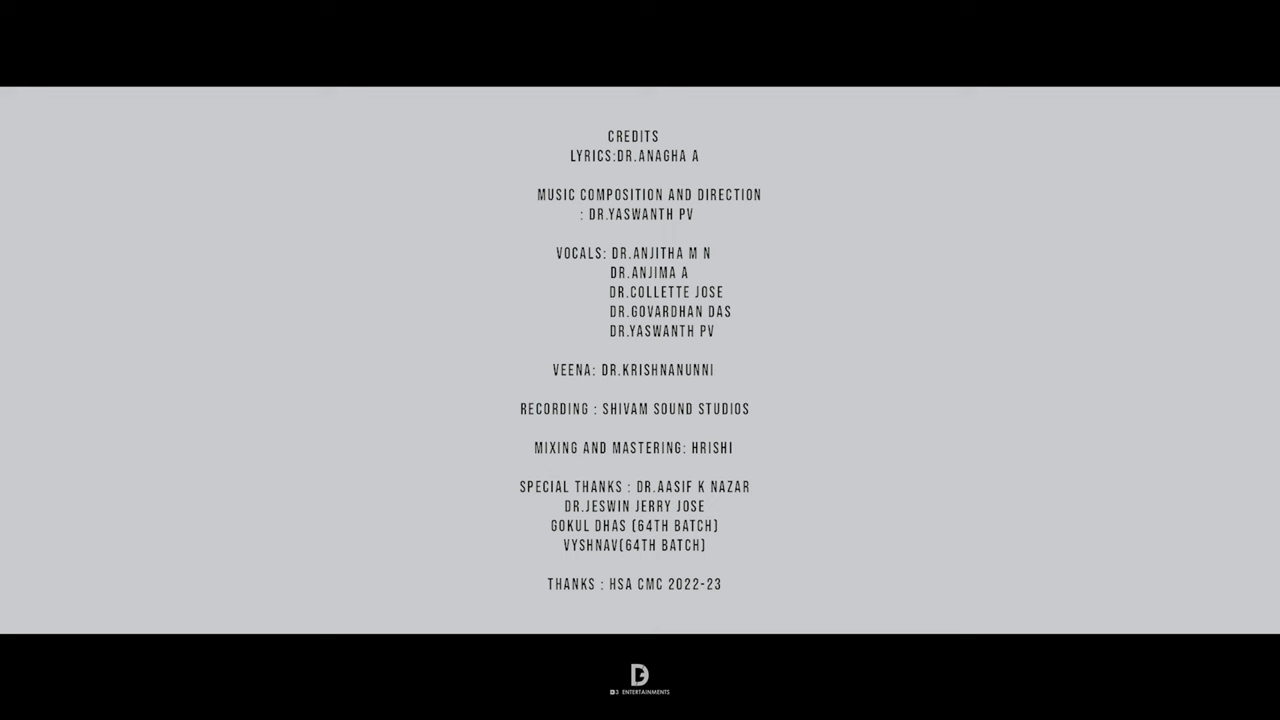 CREDITS
LYRICS:DR.ANAGHA A
MUSIC COMPOSITION AND DIRECTION
: DR.YASWANTH PV
VOCALS: DR.ANJITHA M N
DR.ANJIMA A
DR.COLLETTE JOSE
DR.GOVARDHAN DAS
DR.YASWANTH PV
VEENA: DR.KRISHNANUNNI
RECORDING : SHIVAM SOUND STUDIOS
MIXING AND MASTERING: HRISHI
SPECIAL THANKS : DR.AASIF K NAZAR
DR.JESWIN JERRY JOSE
GOKUL DHAS (64TH BATCH)
VYSHNAV(64TH BATCH)
THANKS : HSA CMC 2022-23
D3 ENTERTAINMENTS